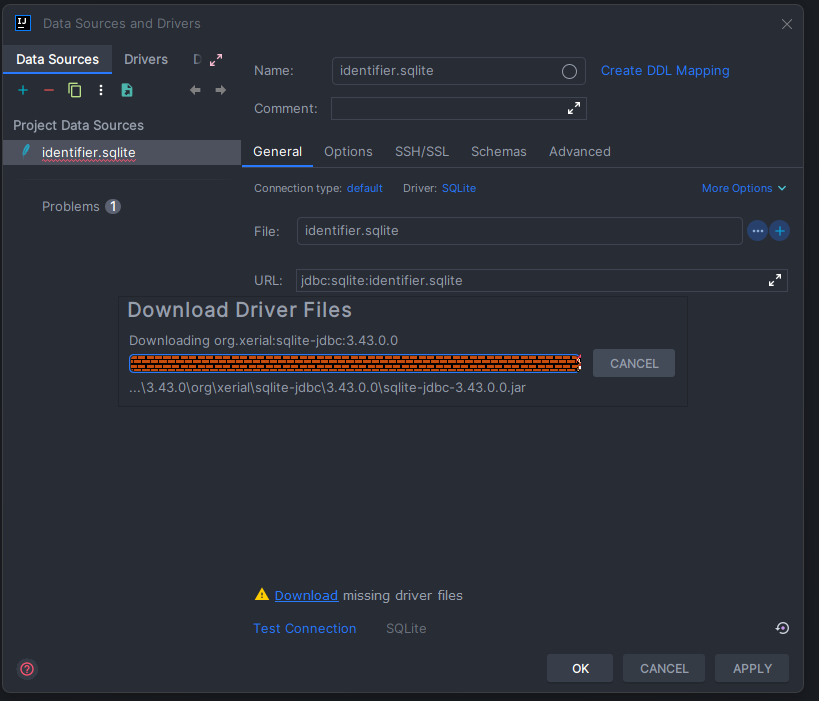 IJ Data Sources and Drivers
Data Sources Drivers D
Name: identifier.sqlite Create DDL Mapping
Comment:
Project Data Sources
identifier.sqlite
Problems 1
General Options SSH/SSL Schemas Advanced
Connection type: default Driver: SQLite More Options
File: identifier.sqlite
URL: jdbc:sqlite:identifier.sqlite
Download Driver Files
Downloading org.xerial:sqlite-jdbc:3.43.0.0
CANCEL
...\3.43.0\org\xerial\sqlite-jdbc\3.43.0.0\sqlite-jdbc-3.43.0.0.jar
Download missing driver files
Test Connection SQLite
? OK CANCEL APPLY